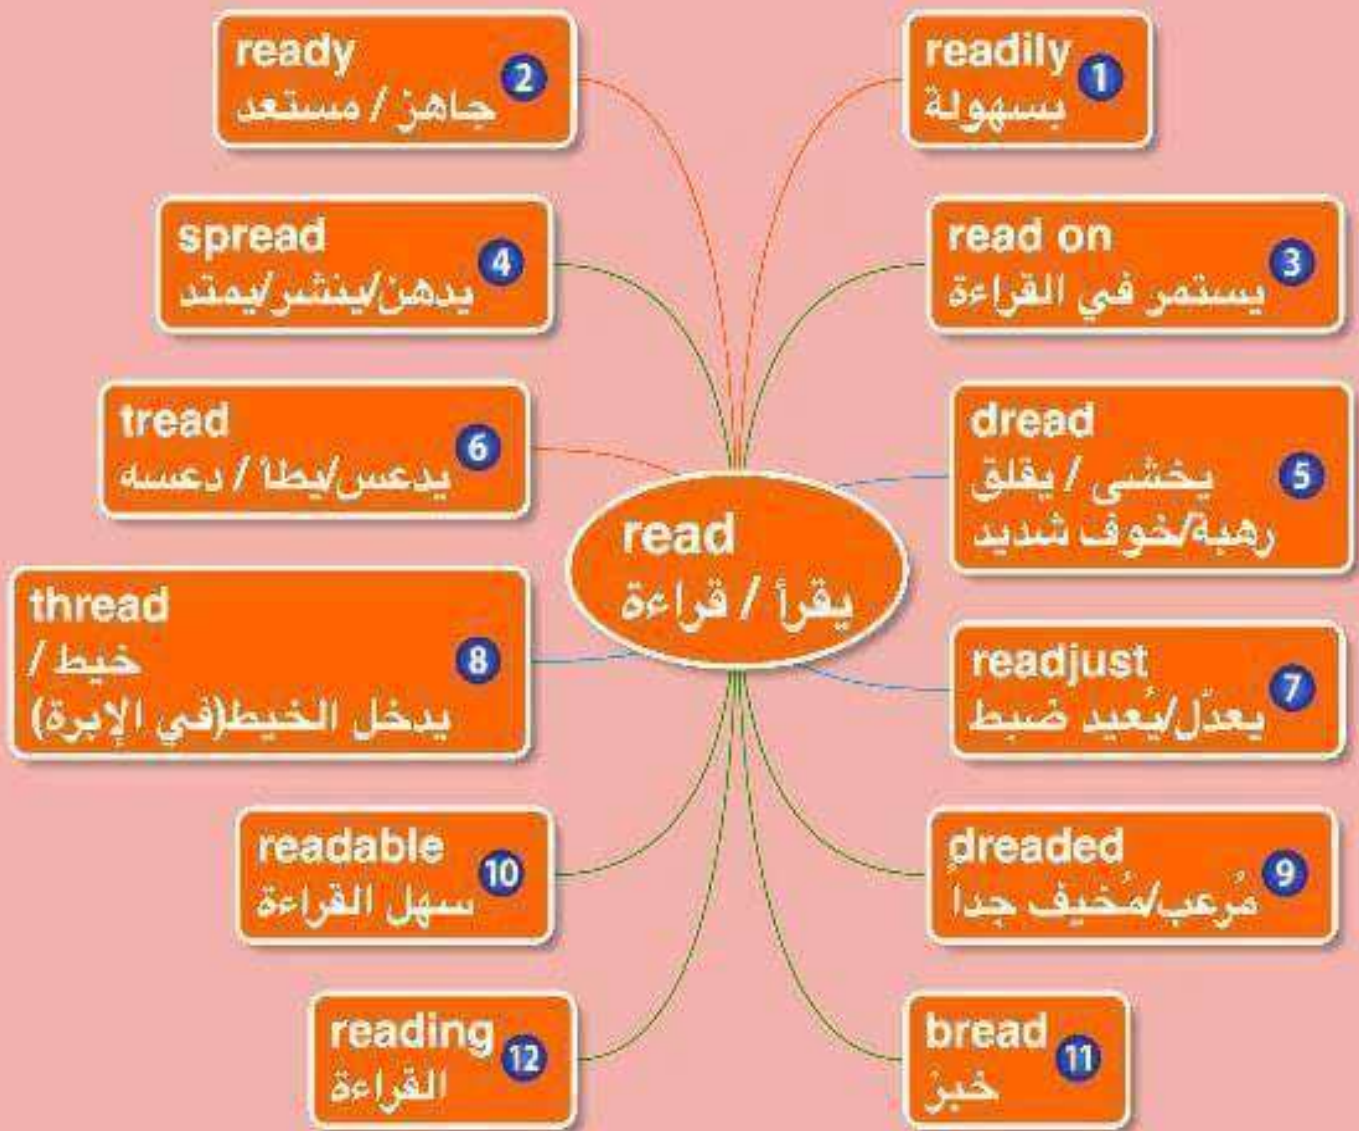 read
يقرأ / قراءة
readily
بسهولة
1
ready
جاهز / مستعد
2
read on
يستمر في القراءة
3
spread
يدهن/ينشر/يمتد
4
dread
يخشى / يقلق
رهبة/خوف شديد
5
tread
يدعس/يطأ / دعسه
6
readjust
يعدّل/يُعيد ضبط
7
thread
خيط /
يدخل الخيط(في الإبرة)
8
dreaded
مُرعب/مُخيف جداً
9
readable
سهل القراءة
10
bread
خبز
11
reading
القراءة
12